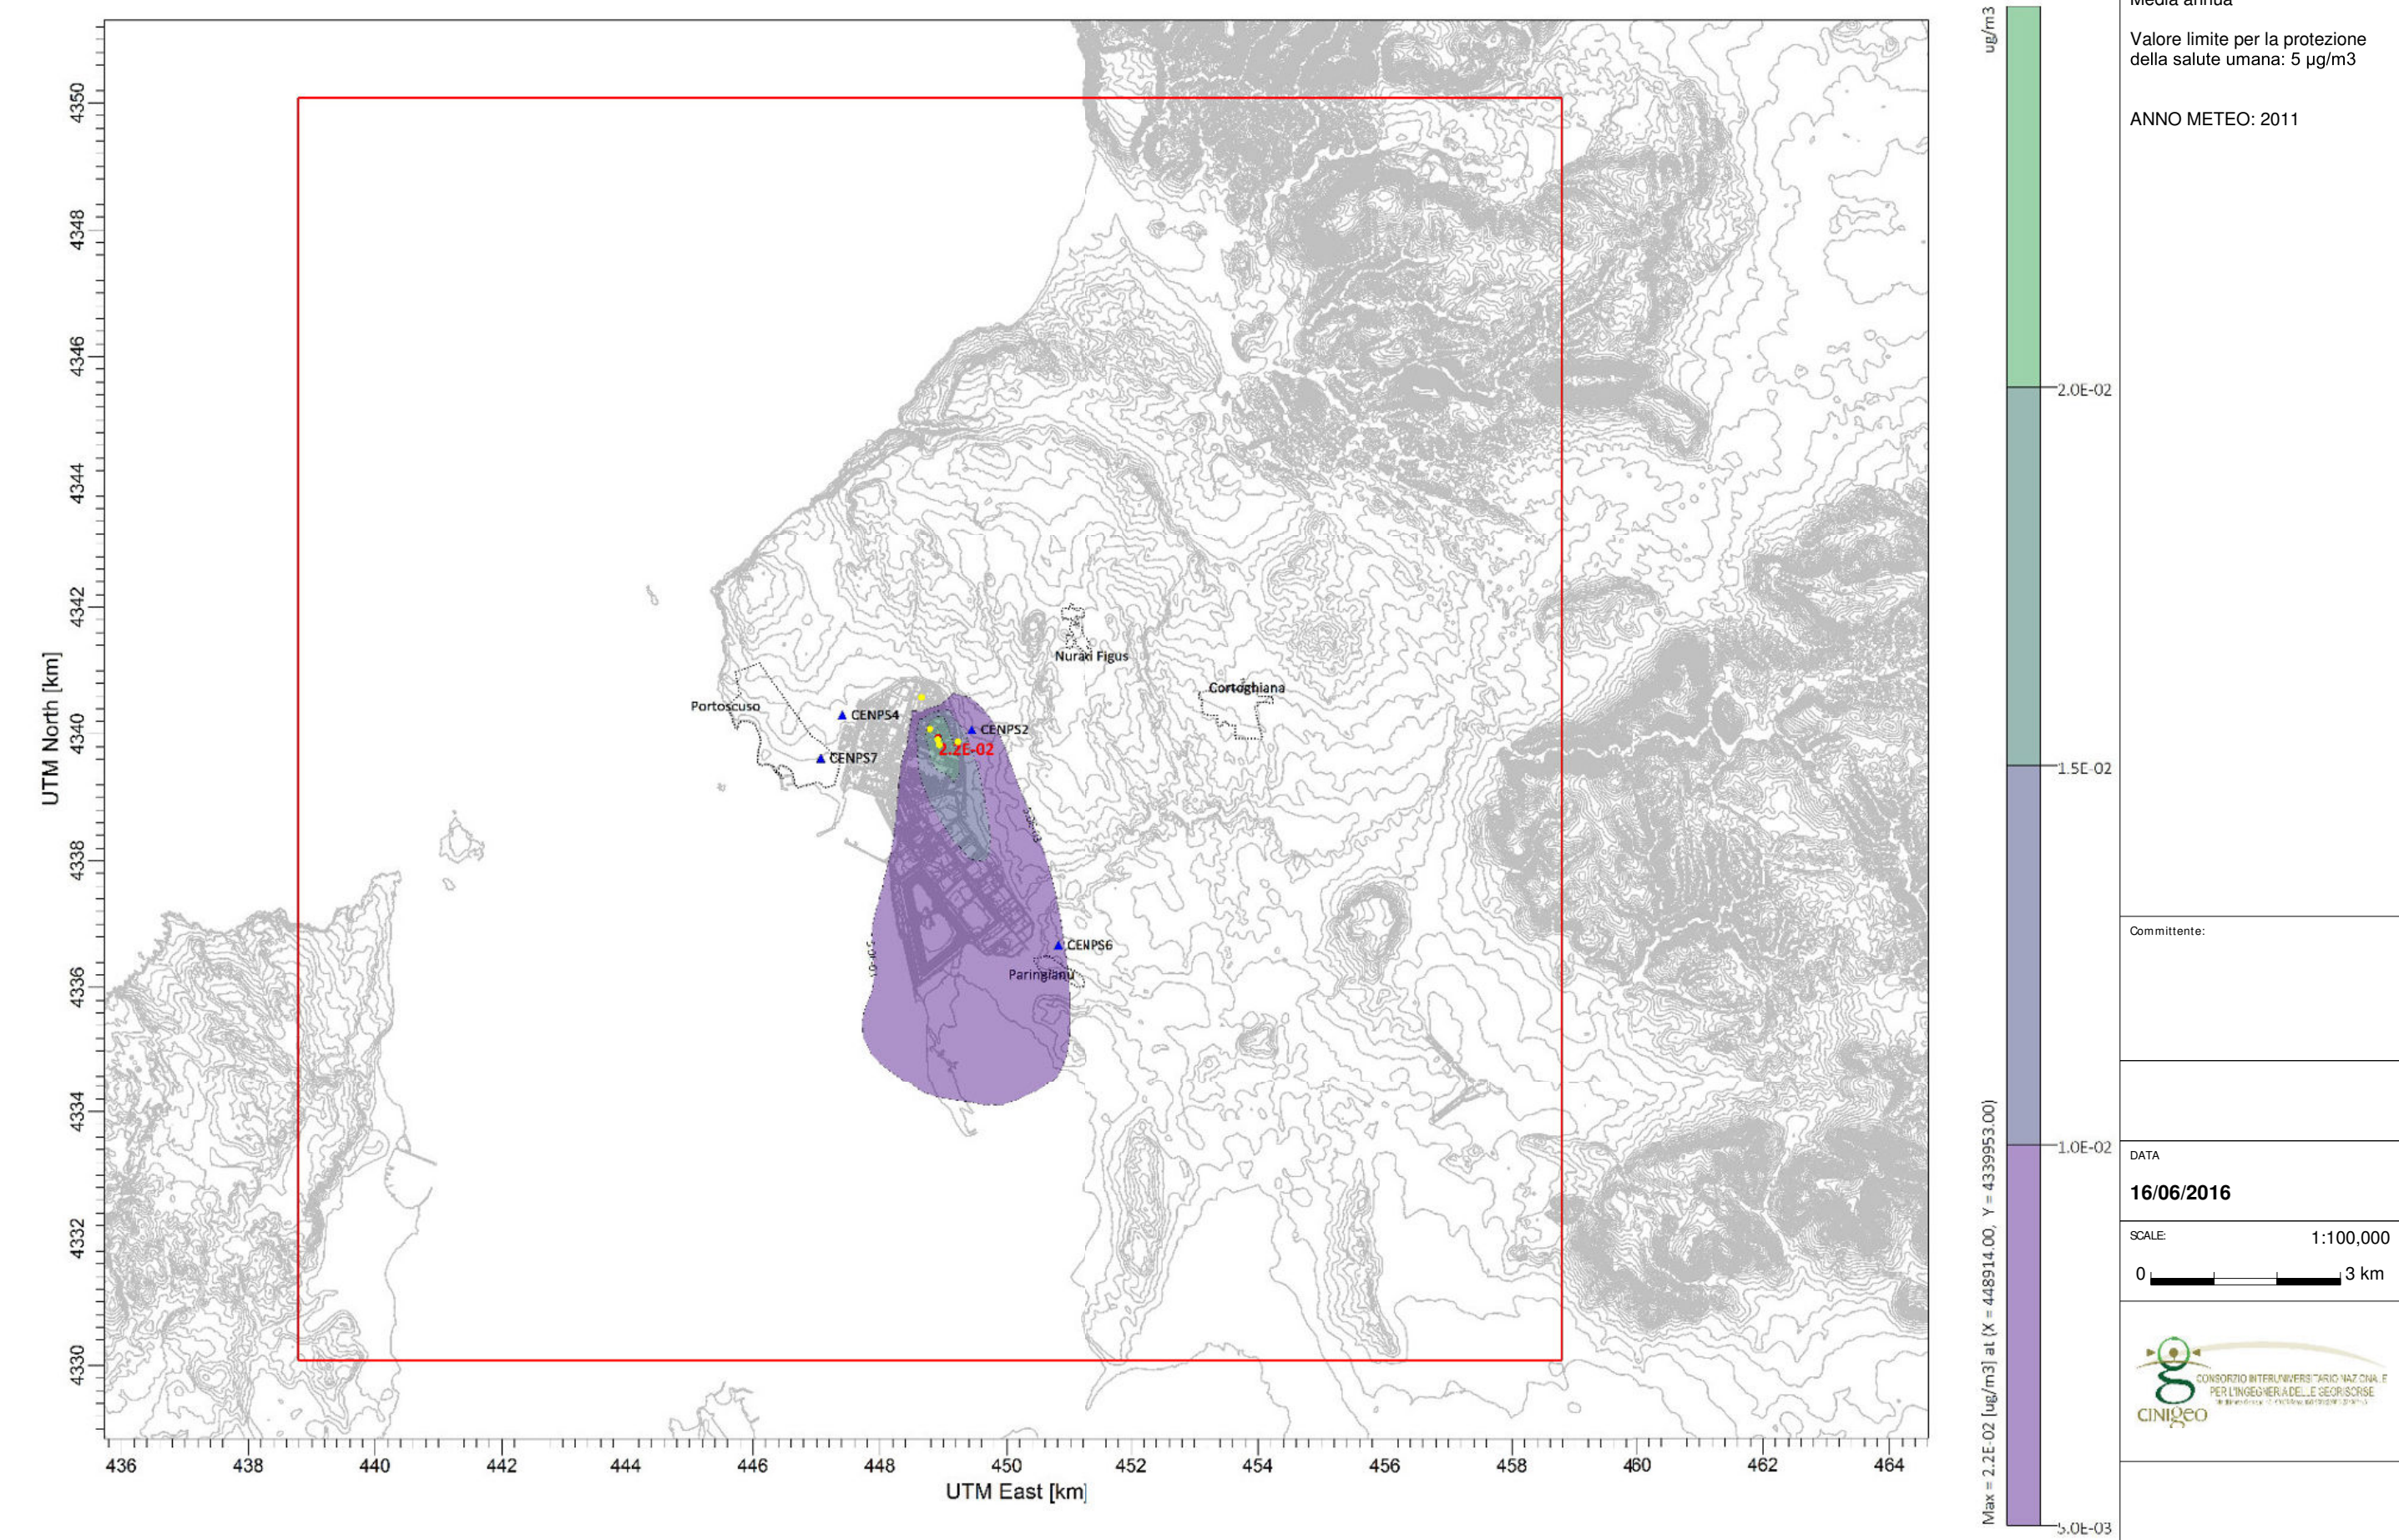 Media annua
Valore limite per la protezione
della salute umana: 5 µg/m3
ANNO METEO: 2011
ug/m3
2.0E-02
1.5E-02
1.0E-02
5.0E-03
Max = 2.2E-02 [ug/m3] at (X = 448914.00, Y = 4339953.00)
UTM North [km]
4350
4348
4346
4344
4342
4340
4338
4336
4334
4332
4330
436 438 440 442 444 446 448 450 452 454 456 458 460 462 464
UTM East [km]
Nuraxi Figus
Cortoghiana
Portoscuso
CENPS4
CENPS2
2.2E-02
CENPS7
CENPS6
Paringianu
Committente:
DATA
16/06/2016
SCALE: 1:100,000
0 3 km
CONSORZIO INTERUNIVERSITARIO NAZIONALE
PER L'INGEGNERIA DELLE GEORISORSE
CINIGEO